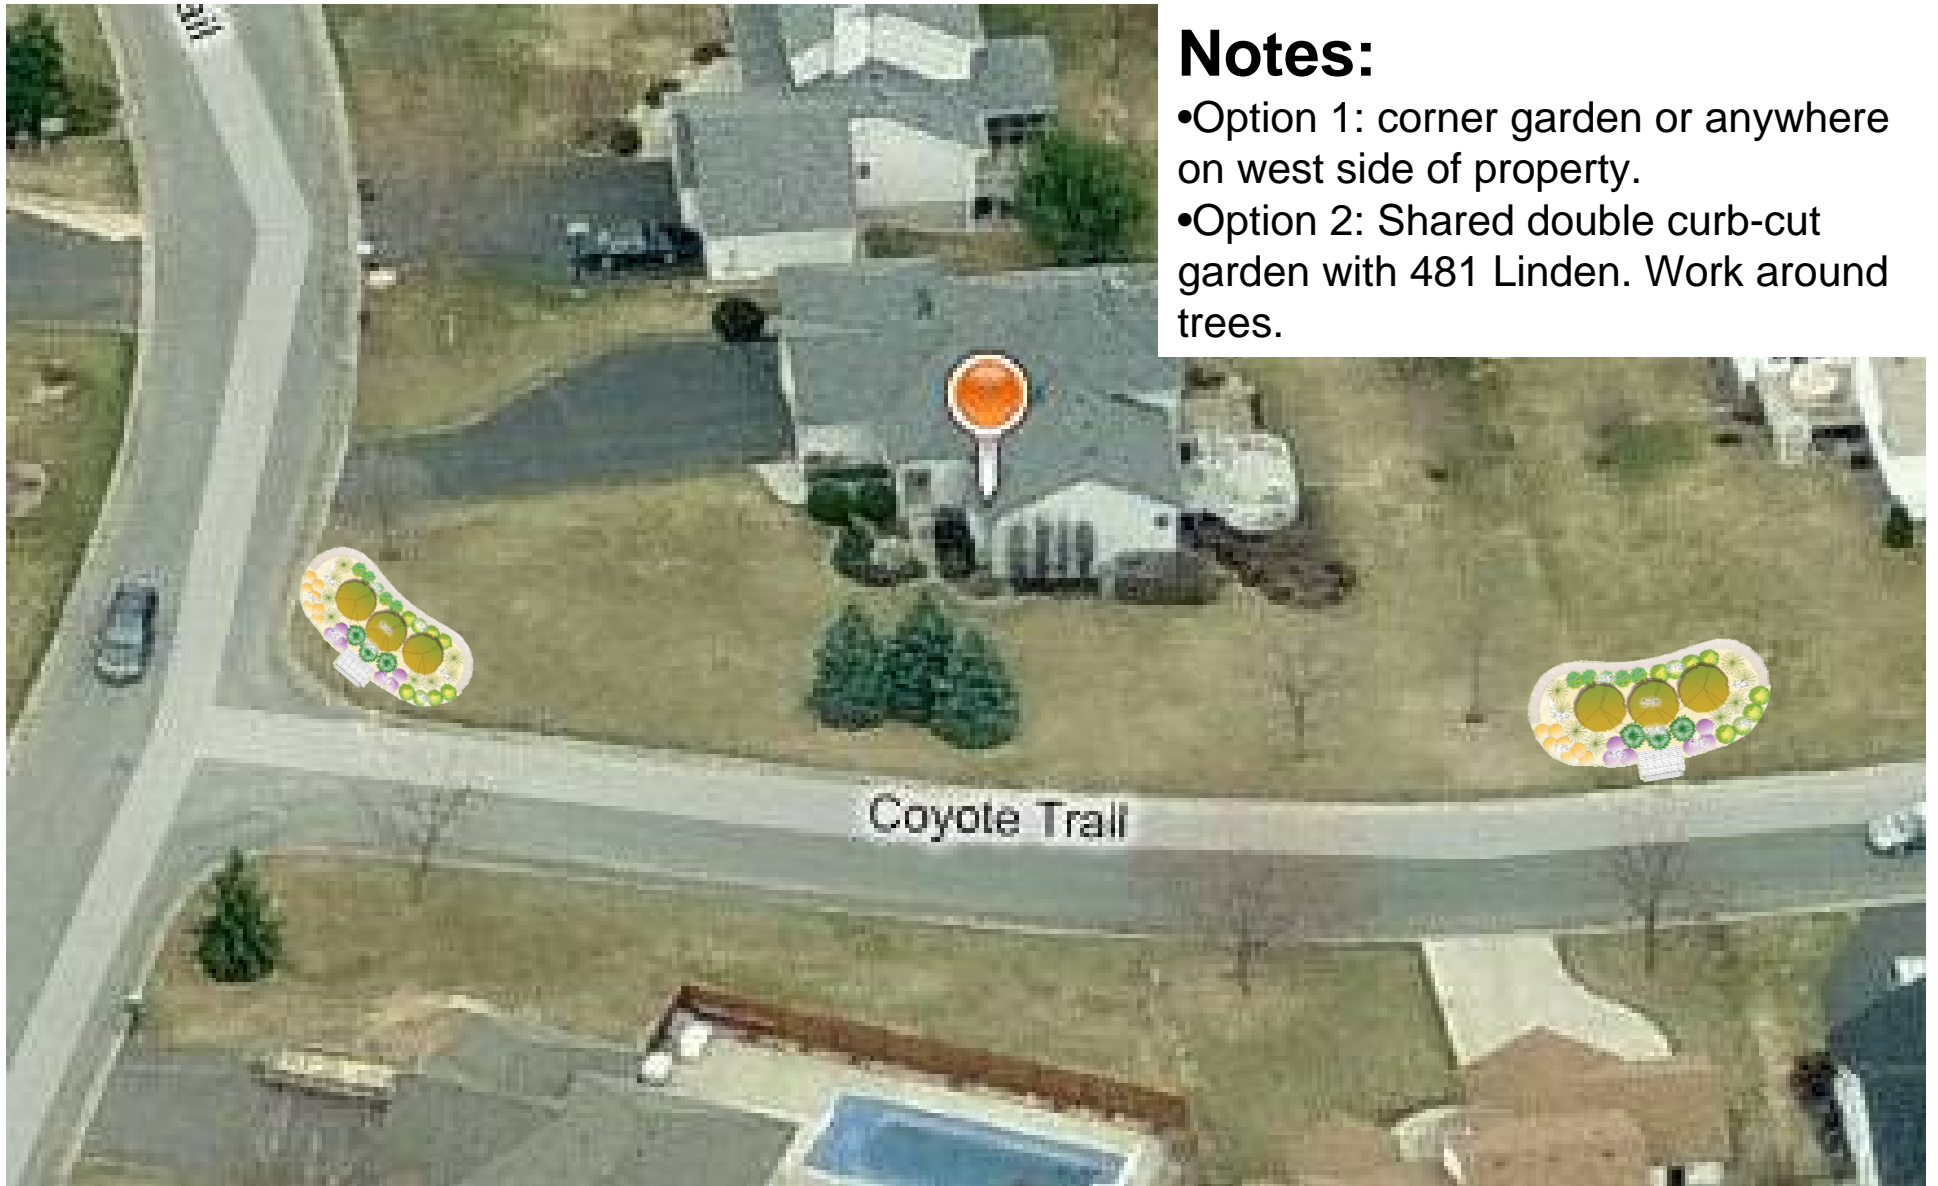 ail
Notes:
•Option 1: corner garden or anywhere
on west side of property.
•Option 2: Shared double curb-cut
garden with 481 Linden. Work around
trees.
Coyote Trail